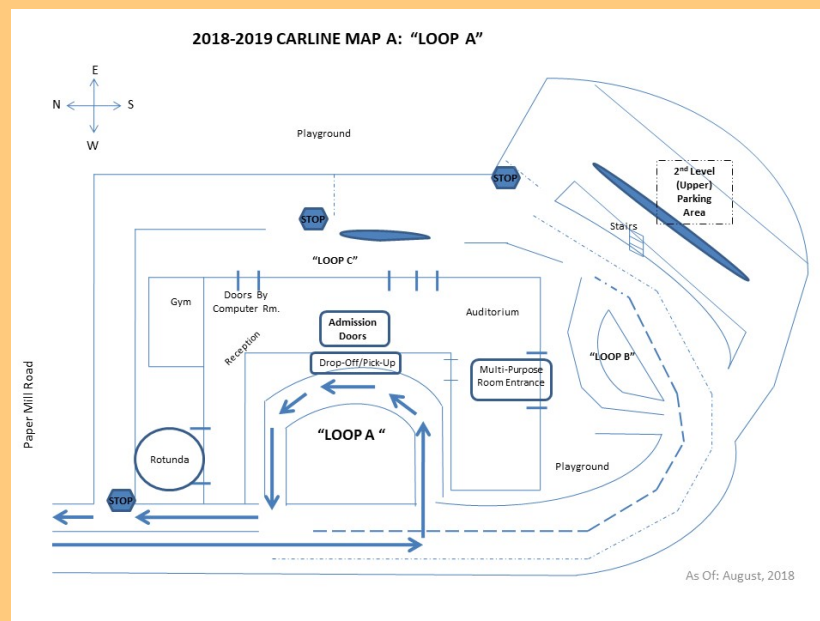 2018-2019 CARLINE MAP A: “LOOP A”
E
N
S
W
Playground
STOP
2nd Level
(Upper)
Parking
Area
STOP
Stairs
“LOOP C”
Gym
Doors By
Computer Rm.
Auditorium
Admission
Doors
Reception
Drop-Off/Pick-Up
“LOOP B”
Multi-Purpose
Room Entrance
Paper Mill Road
“LOOP A “
Rotunda
Playground
STOP
As Of: August, 2018